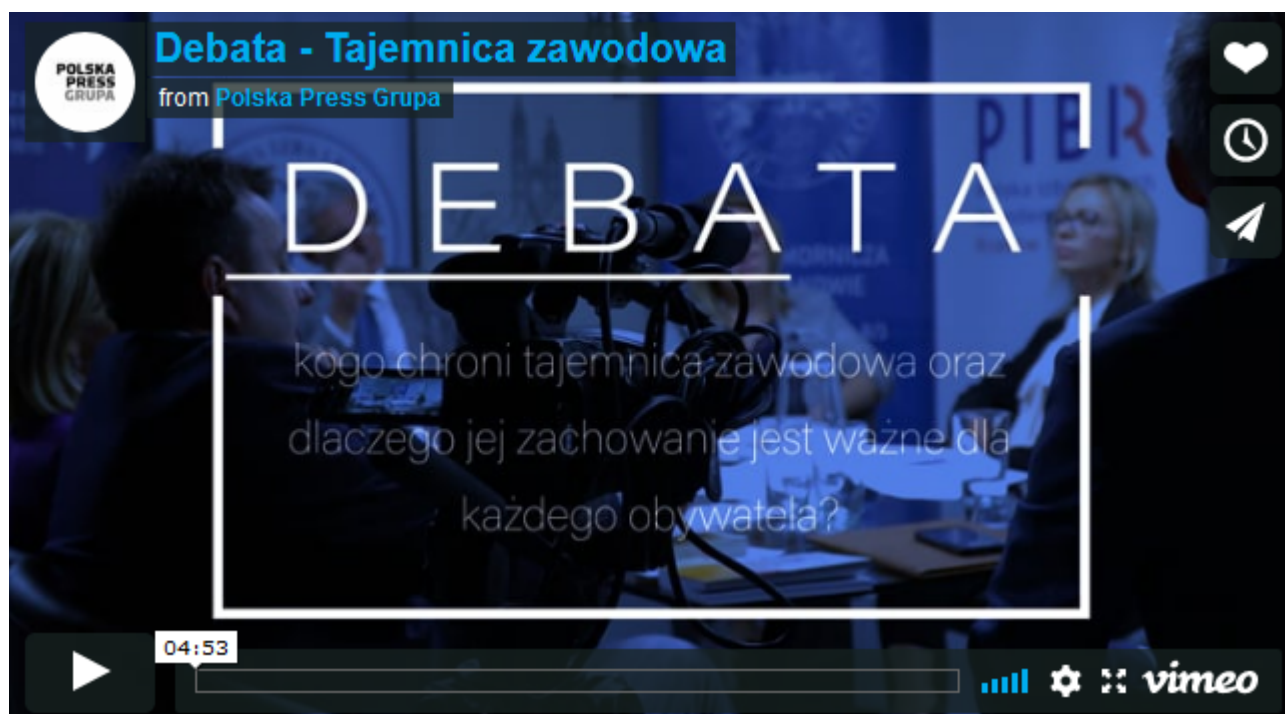 POLSKA
PRESS
GRUPA
Debata - Tajemnica zawodowa
from Polska Press Grupa
PIBR
DEBATA
kogo chroni tajemnica zawodowa oraz
dlaczego jej zachowanie jest ważne dla
każdego obywatela?
04:53
vimeo